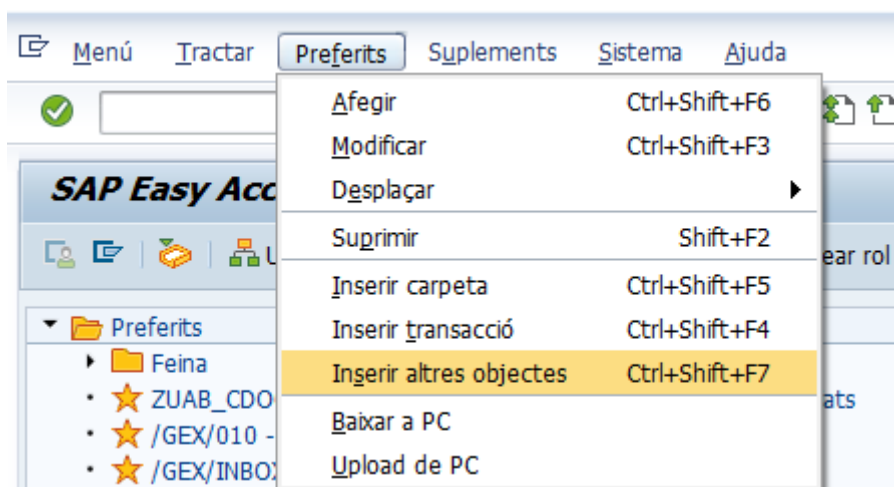 Menú Tractar Preferits Suplements Sistema Ajuda
Afegir Ctrl+Shift+F6
Modificar Ctrl+Shift+F3
Desplaçar
Suprimir Shift+F2
Inserir carpeta Ctrl+Shift+F5
Inserir transacció Ctrl+Shift+F4
Inserir altres objectes Ctrl+Shift+F7
Baixar a PC
Upload de PC
SAP Easy Acc
U ear rol
Preferits
Feina
ZUAB_CDO ats
/GEX/010 -
/GEX/INBOX